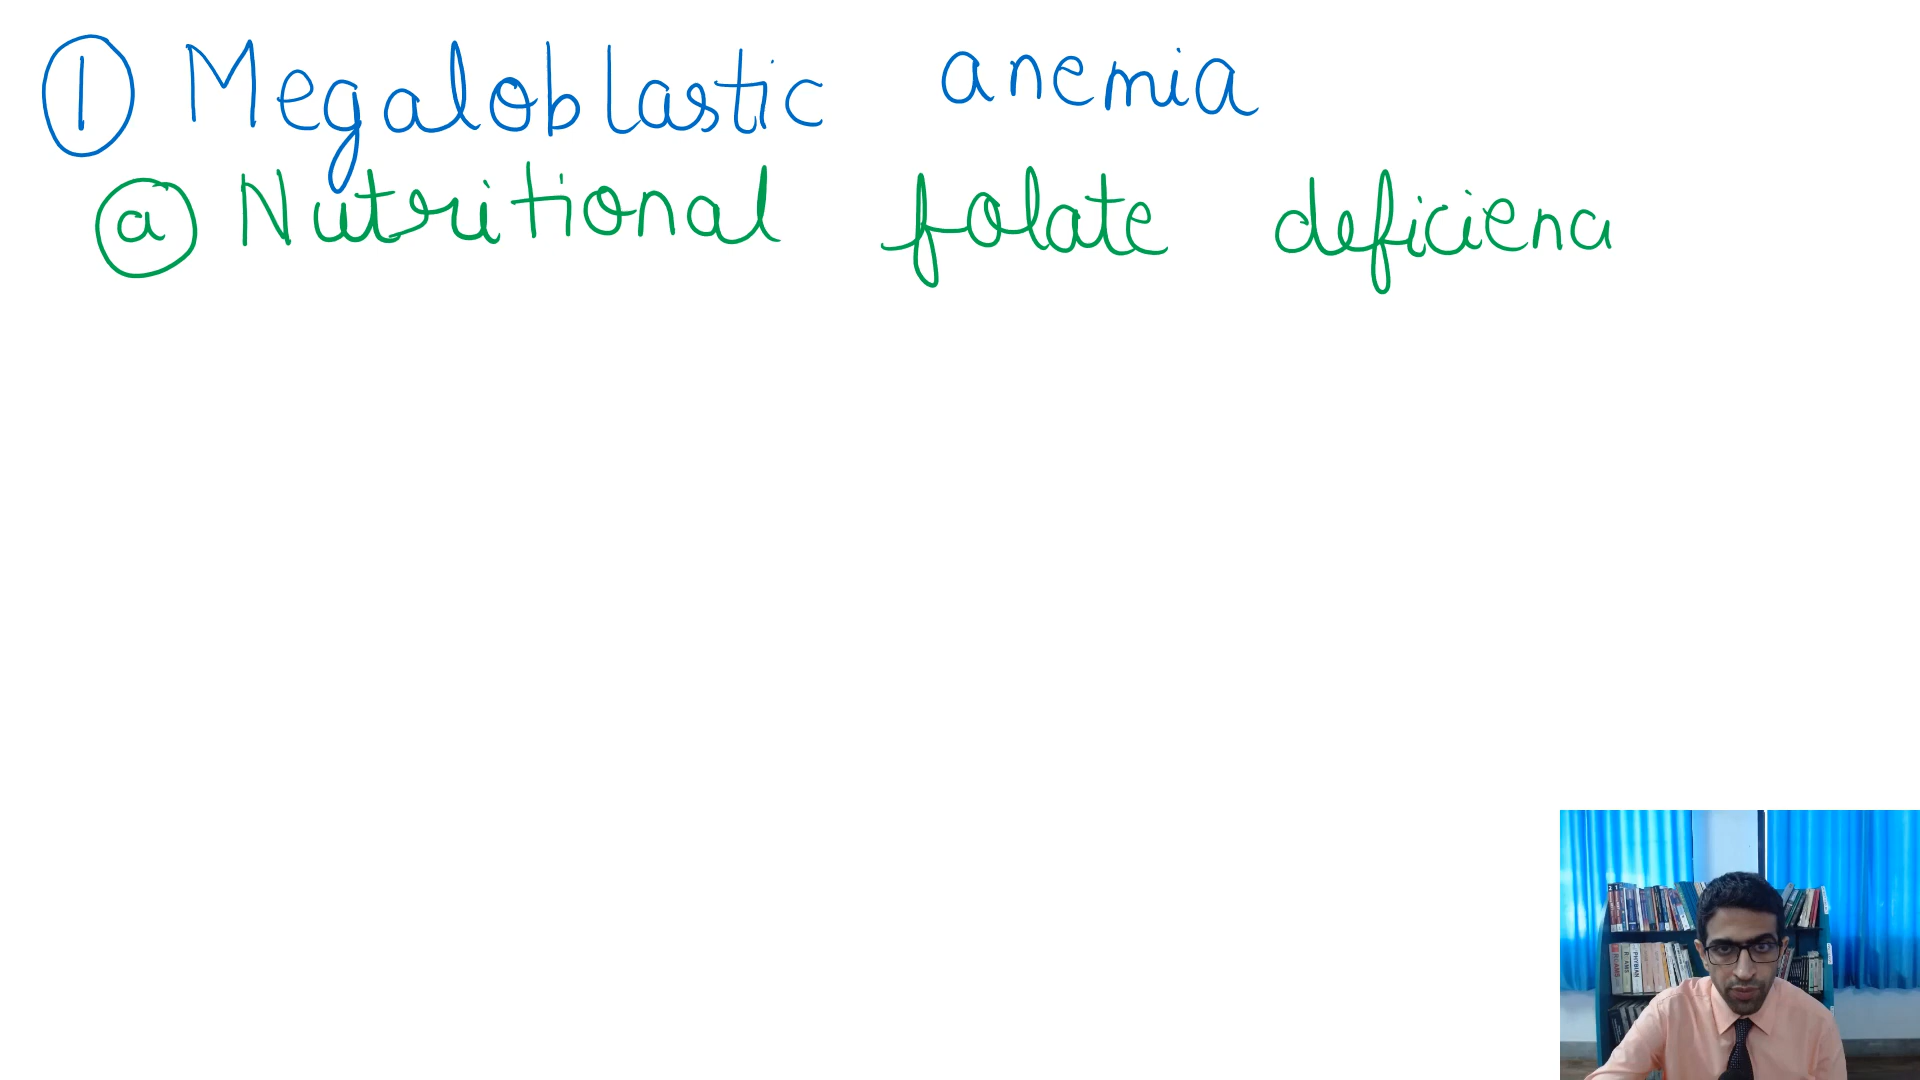 ① Megaloblastic anemia
ⓐ Nutritional folate deficienc